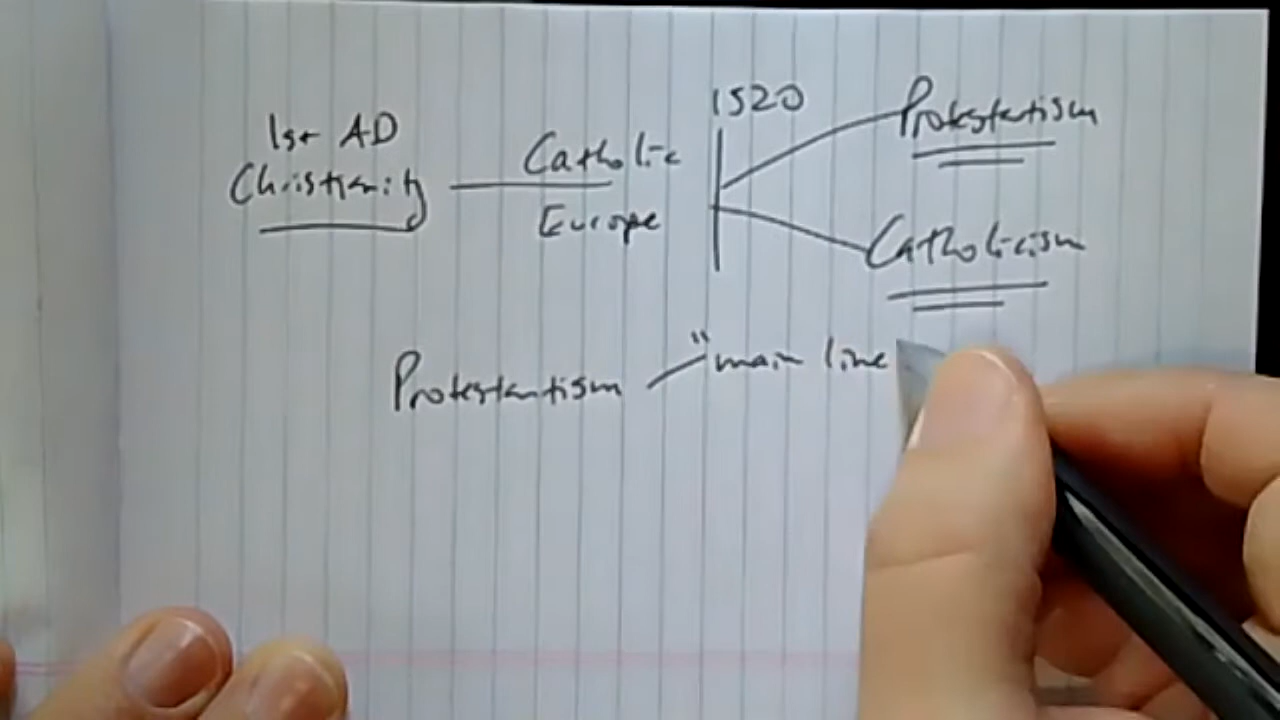 1st AD
Christianity
Catholic
Europe
1520
Protestantism
Catholicism
Protestantism
"main line